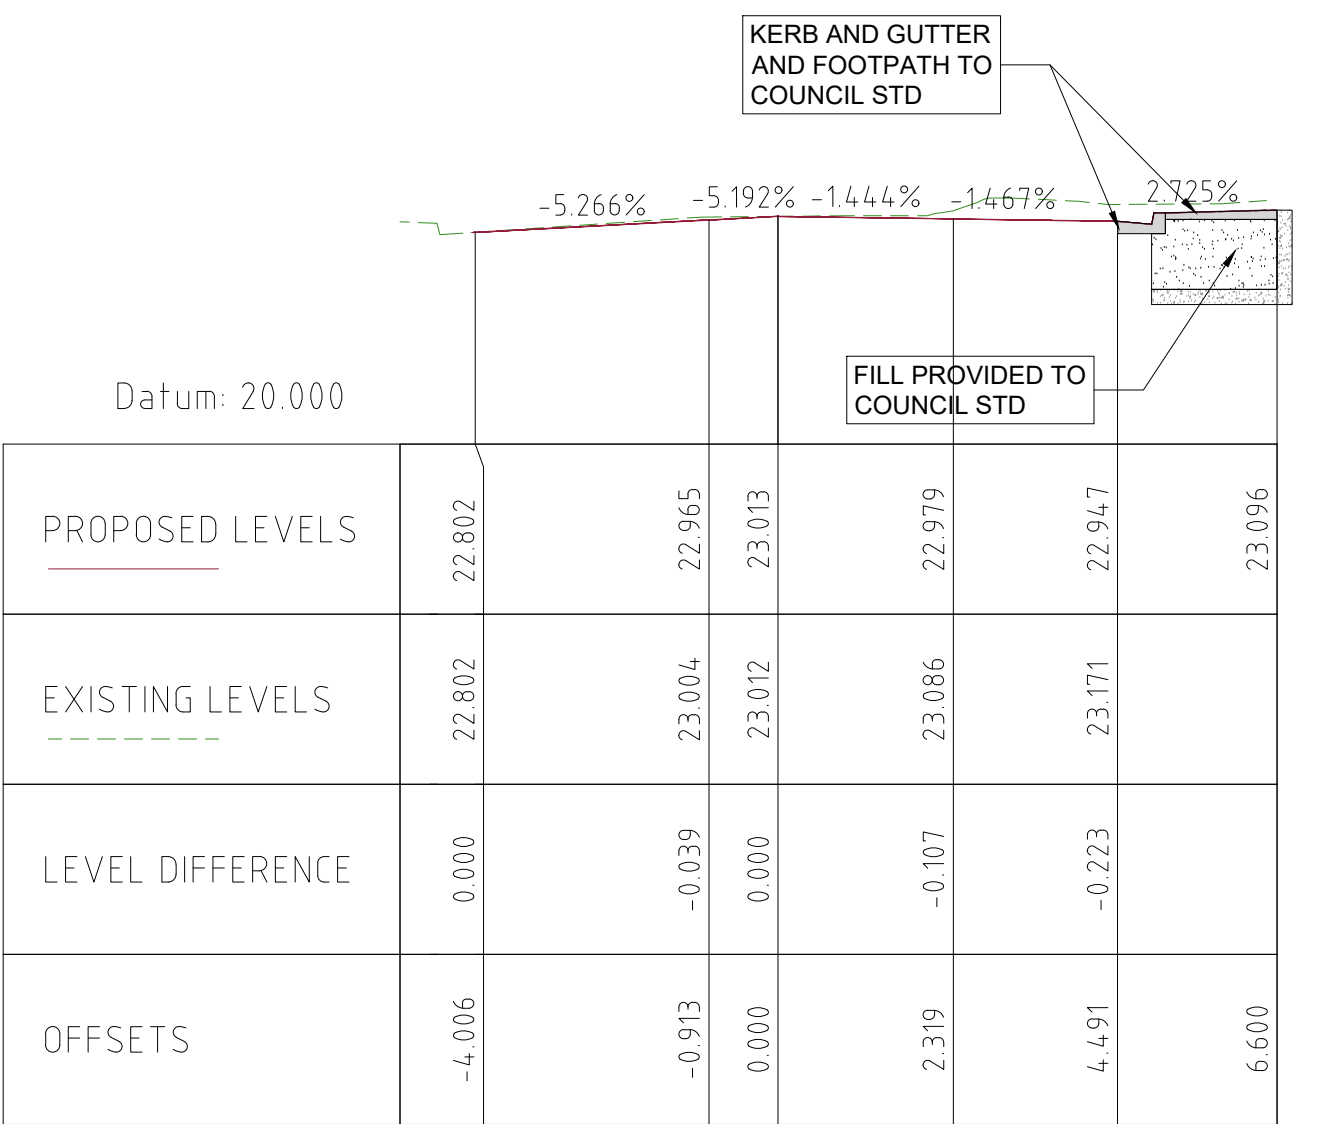 KERB AND GUTTER
AND FOOTPATH TO
COUNCIL STD
-5.266% -5.192% -1.444% -1.467% 2.725%
FILL PROVIDED TO
COUNCIL STD
Datum: 20.000
PROPOSED LEVELS 22.802 22.965 23.013 22.979 22.947 23.096
EXISTING LEVELS 22.802 23.004 23.012 23.086 23.171
LEVEL DIFFERENCE 0.000 -0.039 0.000 -0.107 -0.223
OFFSETS -4.006 -0.913 0.000 2.319 4.491 6.600